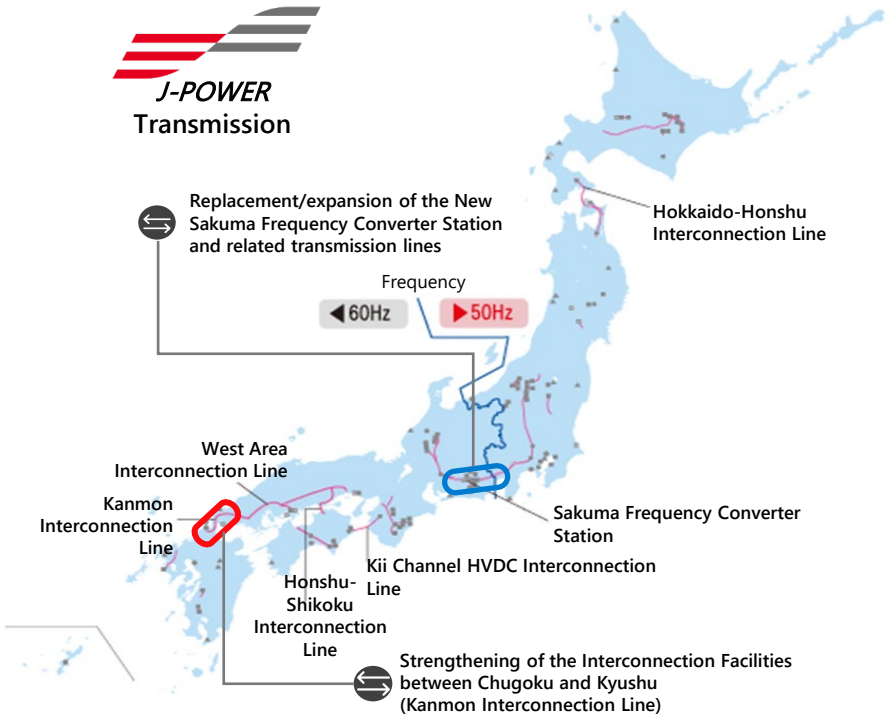 J-POWER
Transmission
Replacement/expansion of the New
Sakuma Frequency Converter Station
and related transmission lines
Hokkaido-Honshu
Interconnection Line
Frequency
◀60Hz
▶50Hz
West Area
Interconnection Line
Kanmon
Interconnection
Line
Sakuma Frequency Converter
Station
Kii Channel HVDC Interconnection
Line
Honshu-
Shikoku
Interconnection
Line
Strengthening of the Interconnection Facilities
between Chugoku and Kyushu
(Kanmon Interconnection Line)